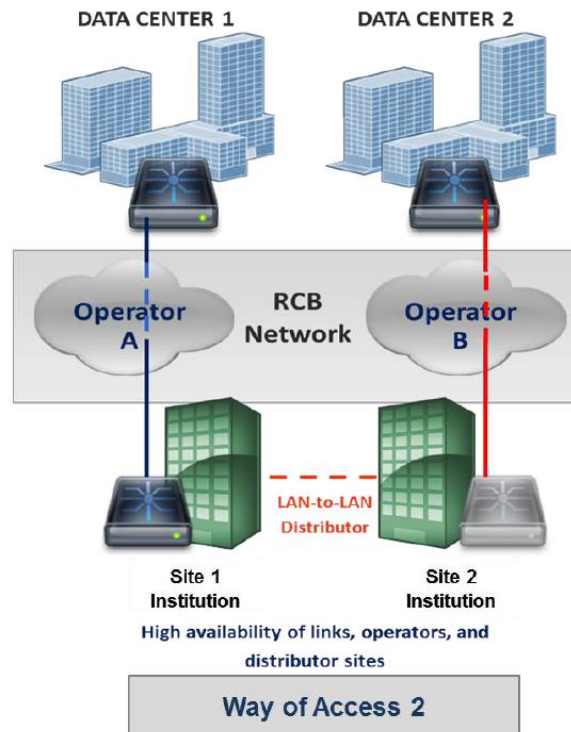 DATA CENTER 1
DATA CENTER 2
Operator
A
RCB
Network
Operator
B
LAN-to-LAN
Distributor
Site 1
Institution
Site 2
Institution
High availability of links, operators, and
distributor sites
Way of Access 2